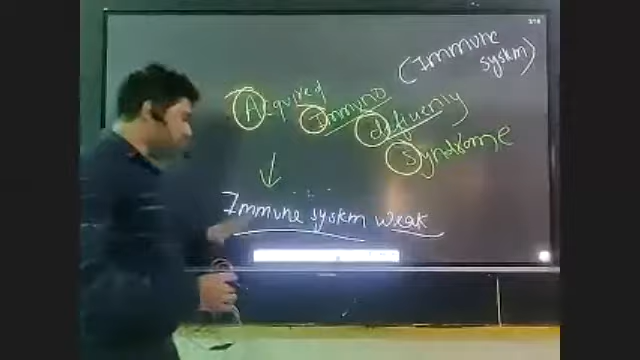 (Immune
system)
Acquired Immuno deficiency
Syndrome
Immune system weak